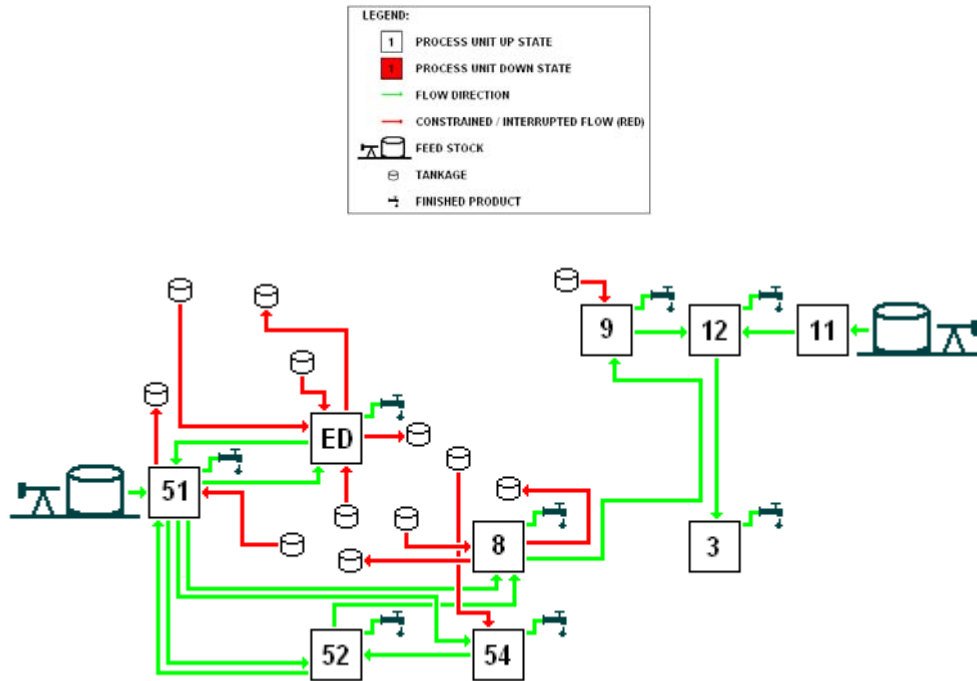 LEGEND:
1 PROCESS UNIT UP STATE
1 PROCESS UNIT DOWN STATE
FLOW DIRECTION
CONSTRAINED / INTERRUPTED FLOW (RED)
FEED STOCK
TANKAGE
FINISHED PRODUCT
9 12 11
ED
51
8 3
52 54